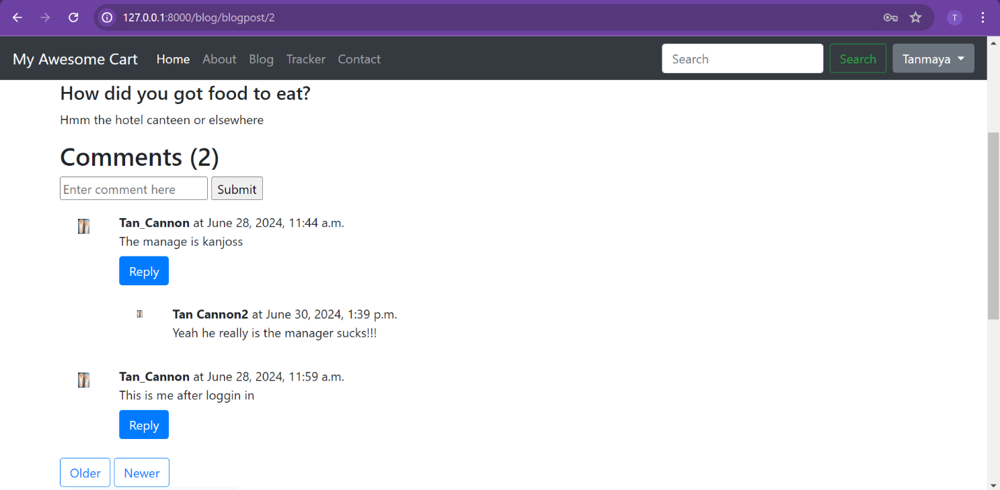 127.0.0.1:8000/blog/blogpost/2
T
My Awesome Cart Home About Blog Tracker Contact Search Search Tanmaya
How did you got food to eat?
Hmm the hotel canteen or elsewhere
Comments (2)
Enter comment here Submit
Tan_Cannon at June 28, 2024, 11:44 a.m.
The manage is kanjoss
Reply
Tan Cannon2 at June 30, 2024, 1:39 p.m.
Yeah he really is the manager sucks!!!
Tan_Cannon at June 28, 2024, 11:59 a.m.
This is me after loggin in
Reply
Older Newer